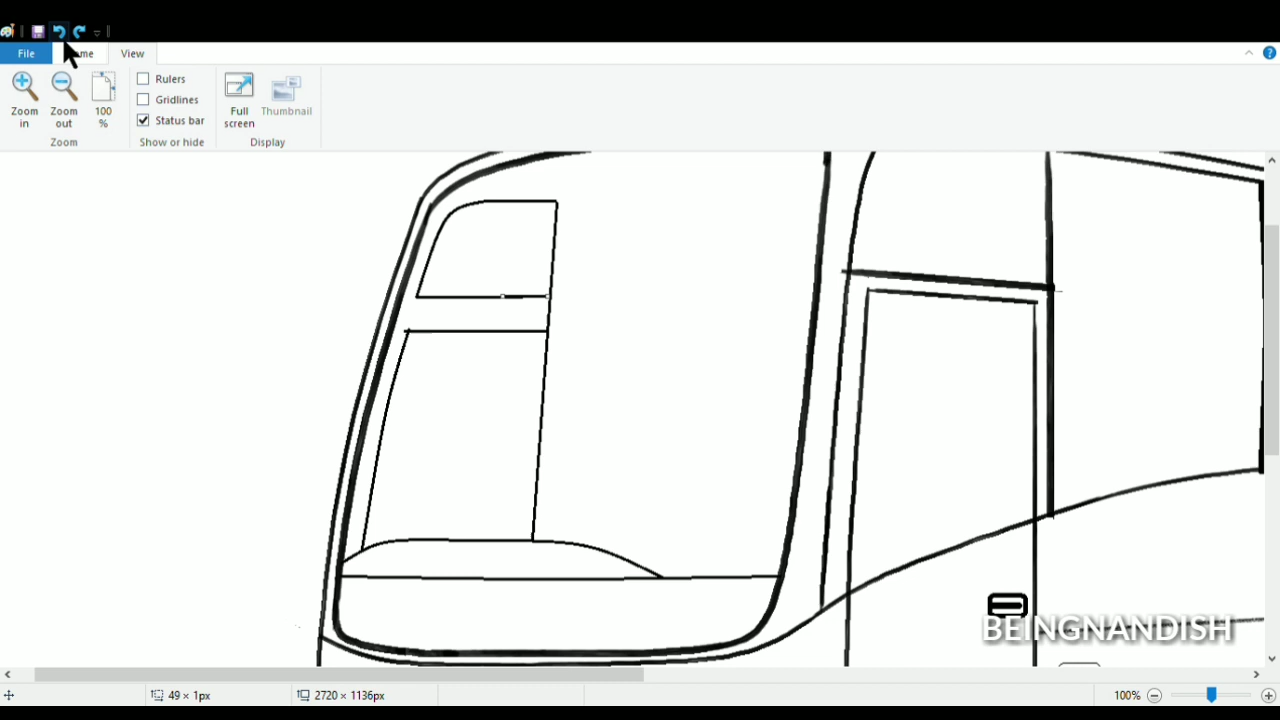 File
View
Zoom in
Zoom out
100 %
Zoom
Rulers
Gridlines
Status bar
Show or hide
Full screen
Thumbnail
Display
BEINGNANDISH
49 × 1px
2720 × 1136px
100%